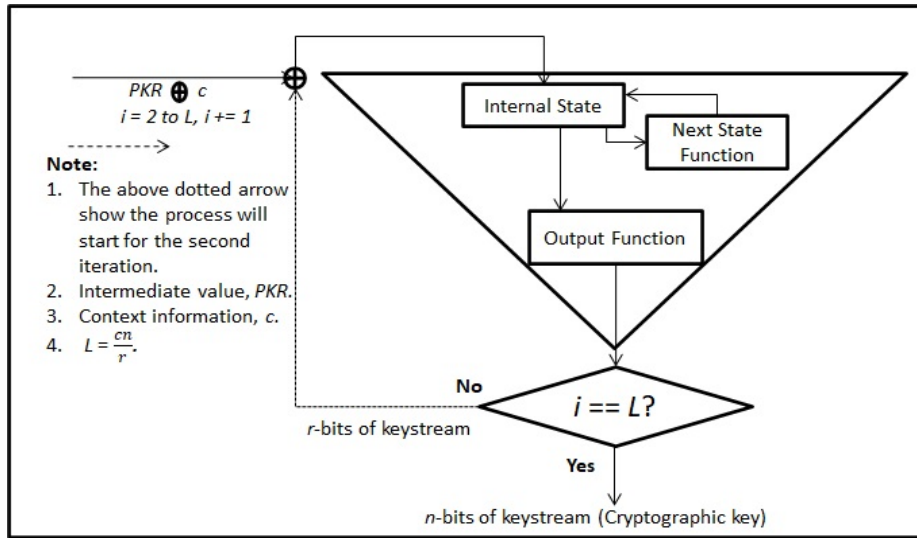 PKR ⊕ c
i = 2 to L, i += 1
Note:
1. The above dotted arrow
show the process will
start for the second
iteration.
2. Intermediate value, PKR.
3. Context information, c.
4. L = cn/r.
Internal State
Next State
Function
Output Function
i == L?
No
r-bits of keystream
Yes
n-bits of keystream (Cryptographic key)